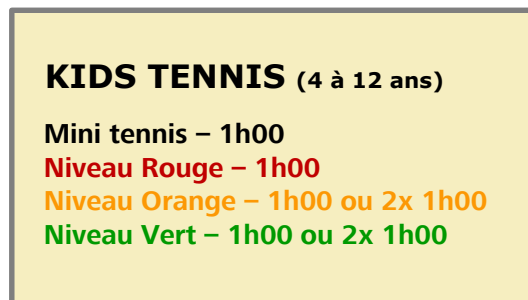 KIDS TENNIS (4 à 12 ans)
Mini tennis – 1h00
Niveau Rouge – 1h00
Niveau Orange – 1h00 ou 2x 1h00
Niveau Vert – 1h00 ou 2x 1h00